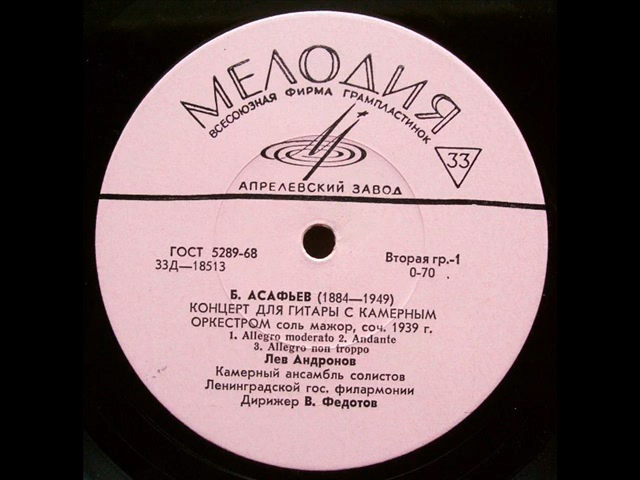 МЕЛОДИЯ
ВСЕСОЮЗНАЯ ФИРМА ГРАМПЛАСТИНОК
33
АПРЕЛЕВСКИЙ ЗАВОД
ГОСТ 5289-68
Вторая гр.-1
33Д—18513
0-70
Б. АСАФЬЕВ (1884—1949)
КОНЦЕРТ ДЛЯ ГИТАРЫ С КАМЕРНЫМ
ОРКЕСТРОМ соль мажор, соч. 1939 г.
1. Allegro moderato 2. Andante
3. Allegro non troppo
Лев Андронов
Камерный ансамбль солистов
Ленинградской гос. филармонии
Дирижер В. Федотов